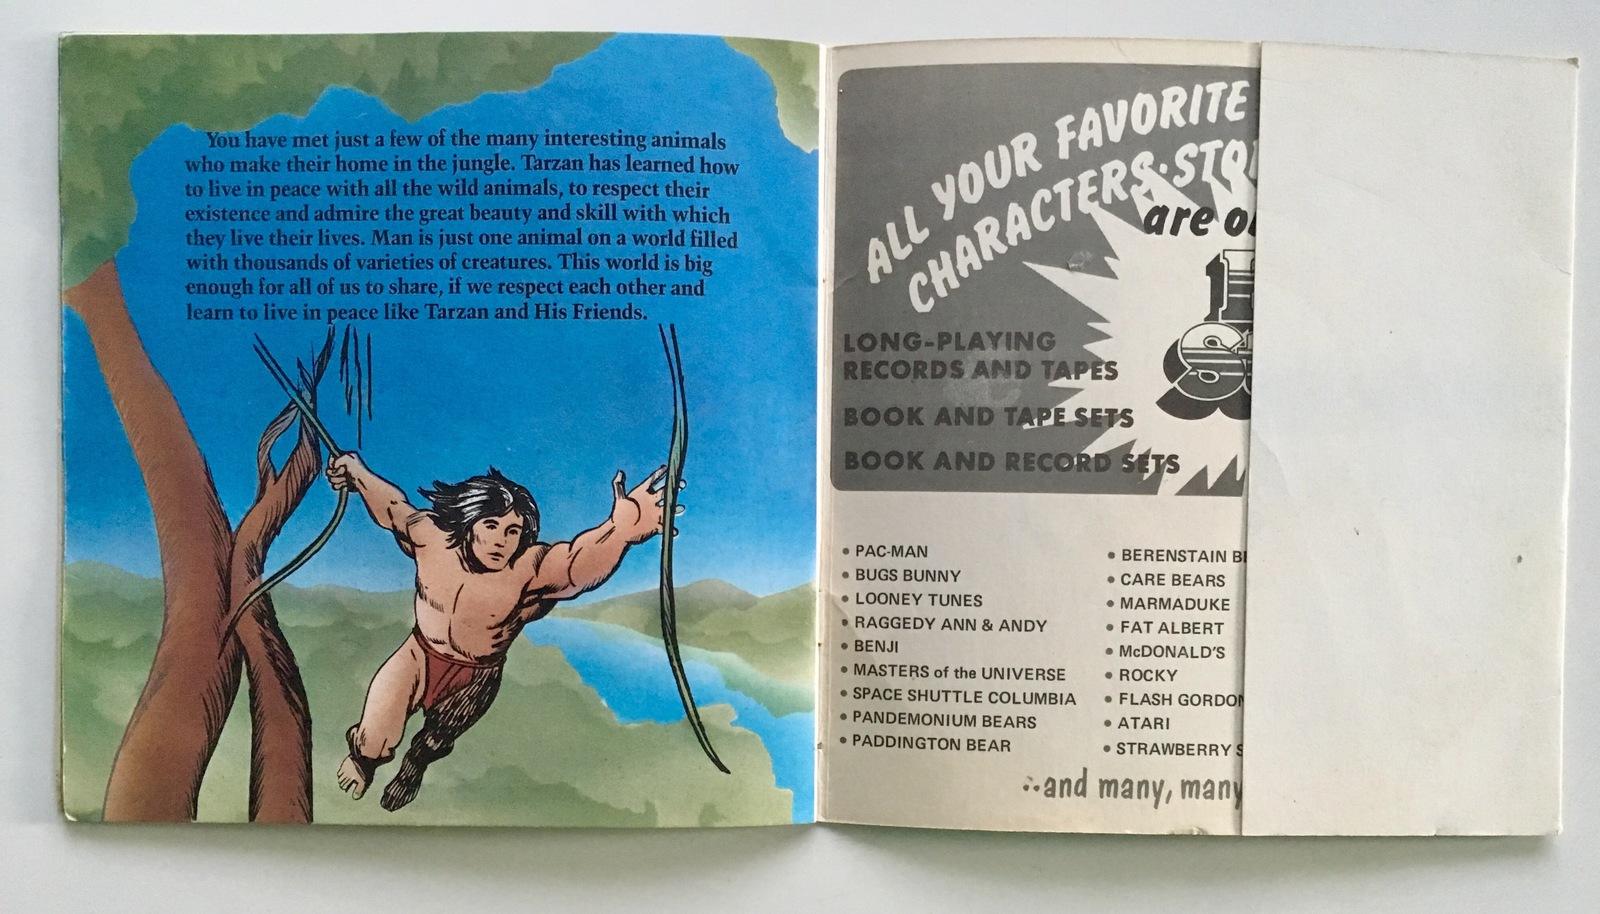 You have met just a few of the many interesting animals
who make their home in the jungle. Tarzan has learned how
to live in peace with all the wild animals, to respect their
existence and admire the great beauty and skill with which
they live their lives. Man is just one animal on a world filled
with thousands of varieties of creatures. This world is big
enough for all of us to share, if we respect each other and
learn to live in peace like Tarzan and His Friends.
ALL YOUR FAVORITE
CHARACTERS·STO
are o
LONG-PLAYING
RECORDS AND TAPES
BOOK AND TAPE SETS
BOOK AND RECORD SETS
• PAC-MAN
• BUGS BUNNY
• LOONEY TUNES
• RAGGEDY ANN & ANDY
• BENJI
• MASTERS of the UNIVERSE
• SPACE SHUTTLE COLUMBIA
• PANDEMONIUM BEARS
• PADDINGTON BEAR
• BERENSTAIN B
• CARE BEARS
• MARMADUKE
• FAT ALBERT
• McDONALD'S
• ROCKY
• FLASH GORDON
• ATARI
• STRAWBERRY S
...and many, many